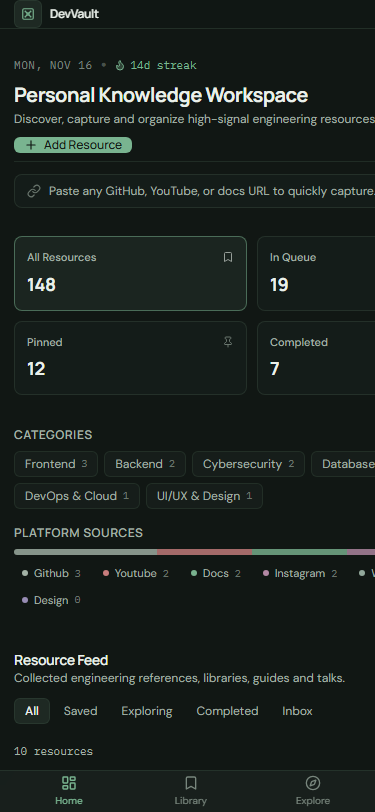 DevVault
MON, NOV 16 • 14d streak
Personal Knowledge Workspace
Discover, capture and organize high-signal engineering resources
+ Add Resource
Paste any GitHub, YouTube, or docs URL to quickly capture.
All Resources
148
In Queue
19
Pinned
12
Completed
7
CATEGORIES
Frontend 3
Backend 2
Cybersecurity 2
Database
DevOps & Cloud 1
UI/UX & Design 1
PLATFORM SOURCES
Github 3
Youtube 2
Docs 2
Instagram 2
Design 0
Resource Feed
Collected engineering references, libraries, guides and talks.
All
Saved
Exploring
Completed
Inbox
10 resources
Home
Library
Explore